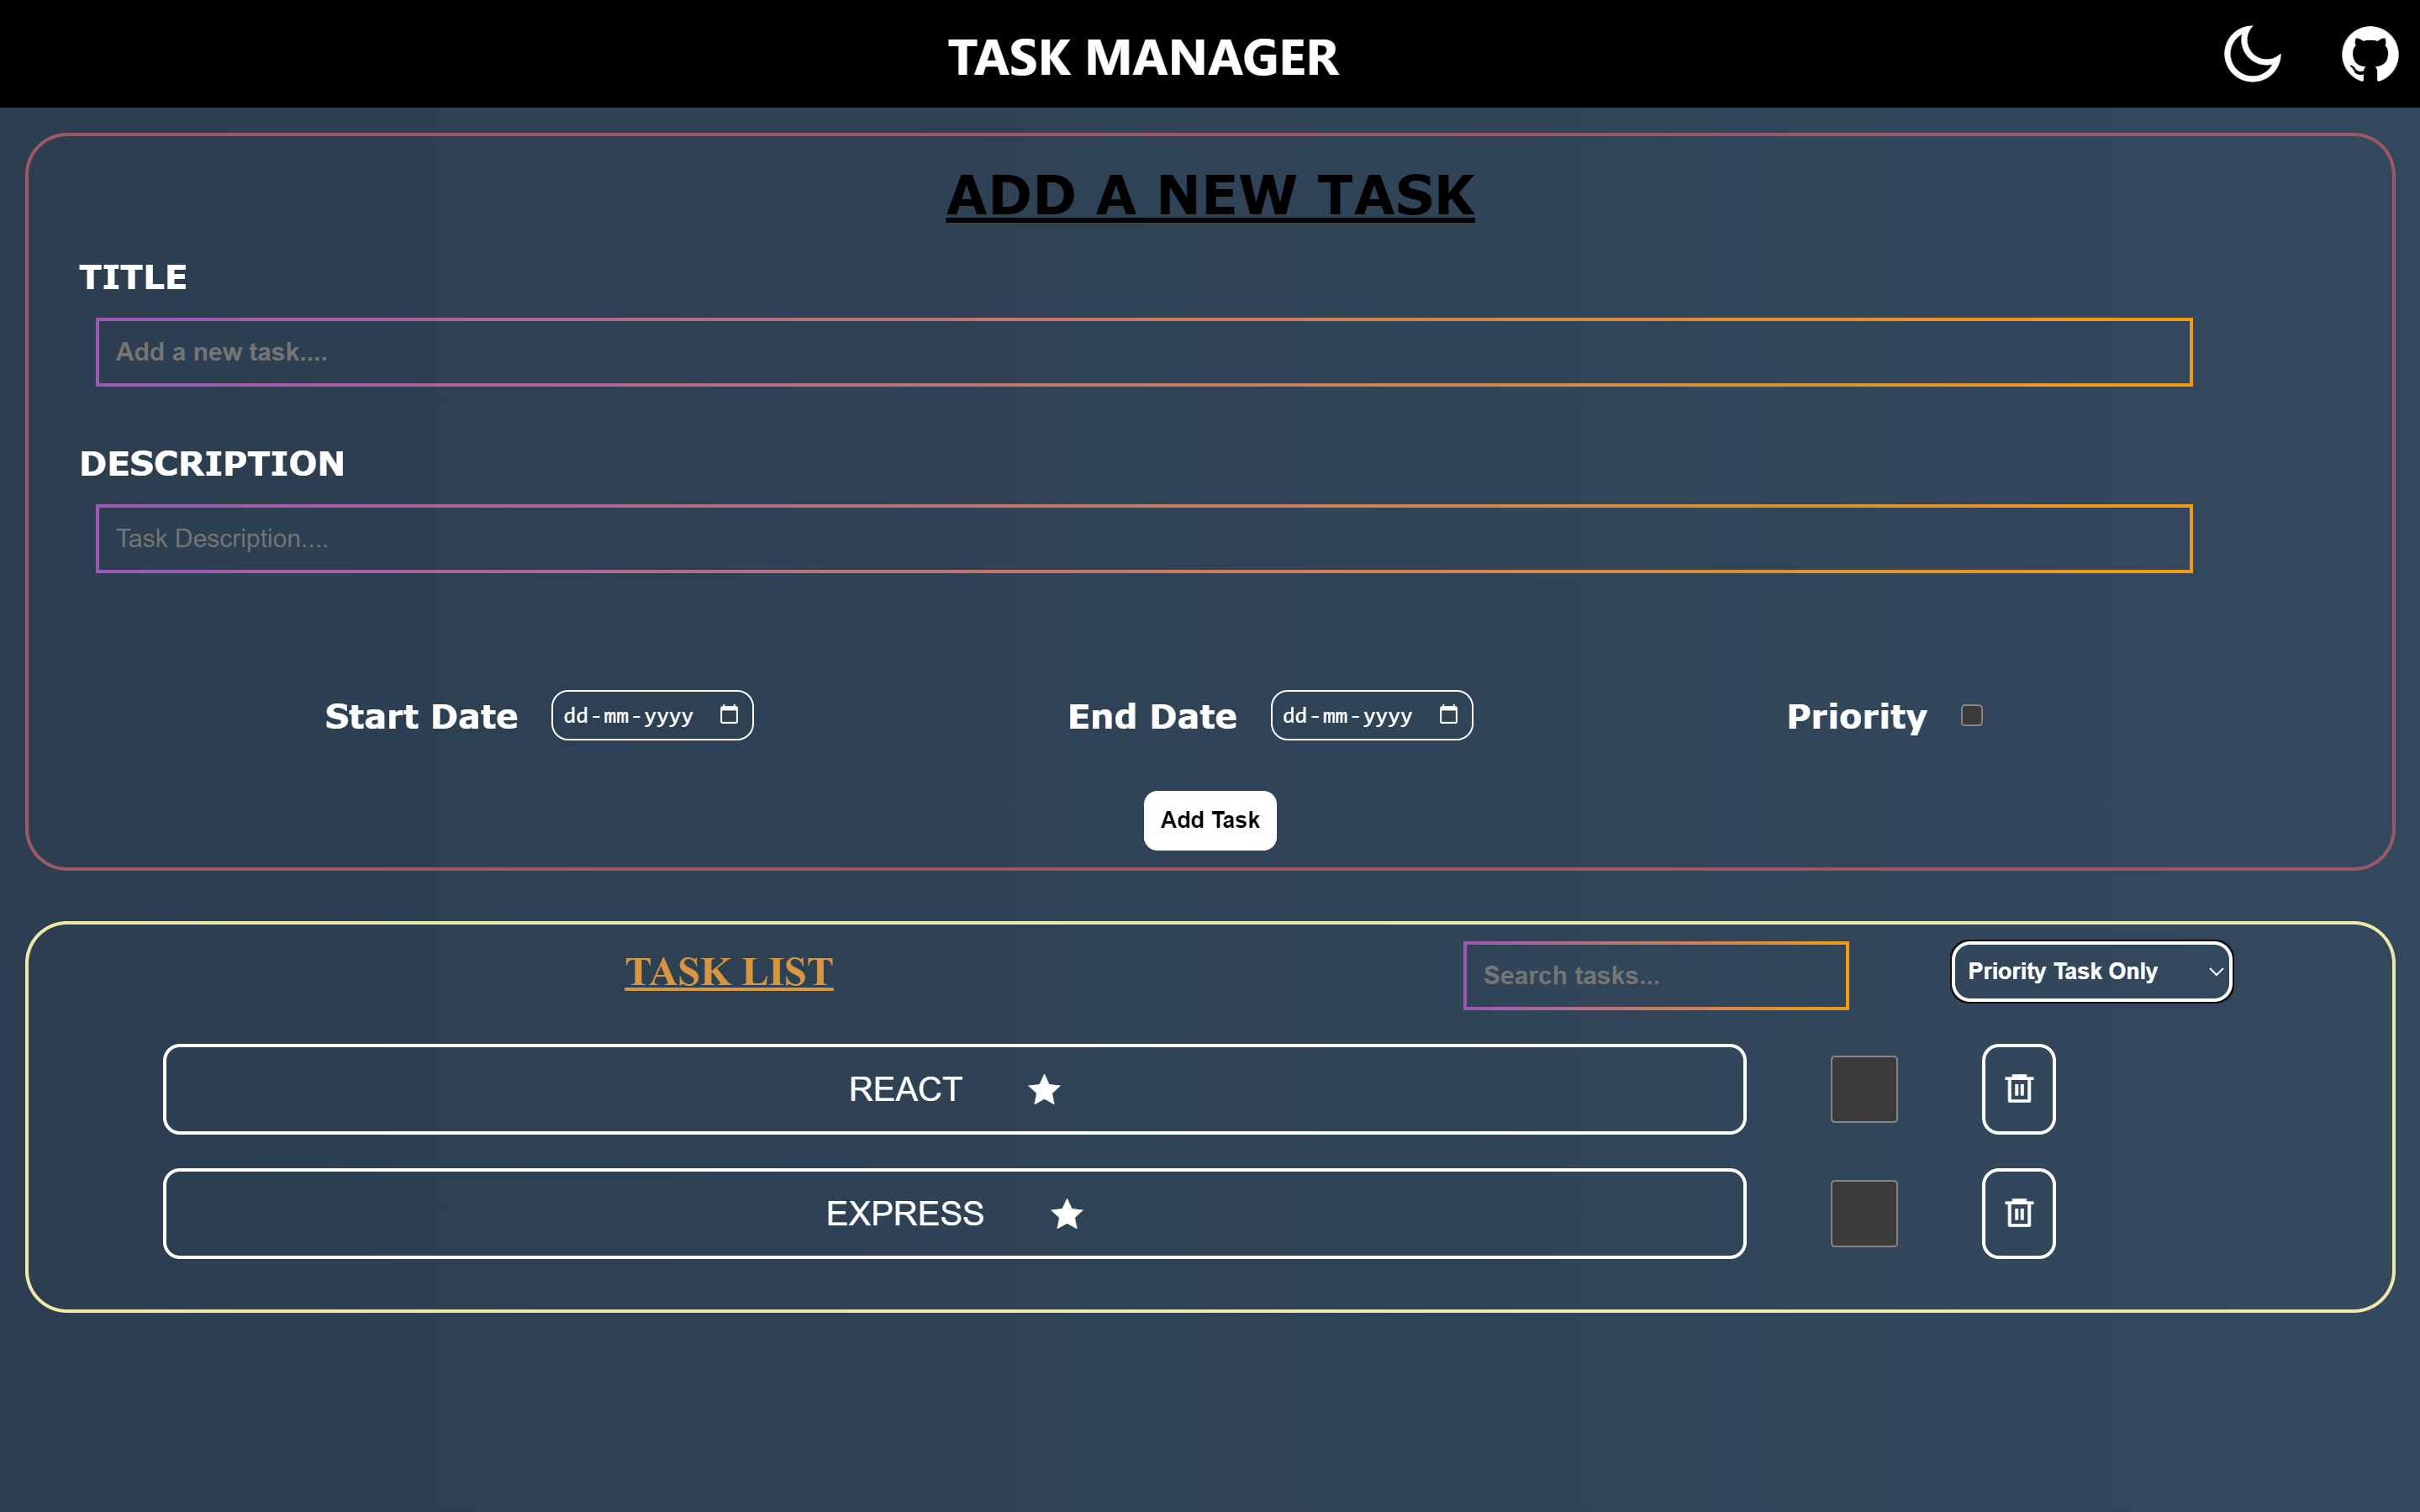 TASK MANAGER
ADD A NEW TASK
TITLE
Add a new task....
DESCRIPTION
Task Description....
Start Date dd-mm-yyyy End Date dd-mm-yyyy Priority
Add Task
TASK LIST Search tasks... Priority Task Only
REACT
EXPRESS